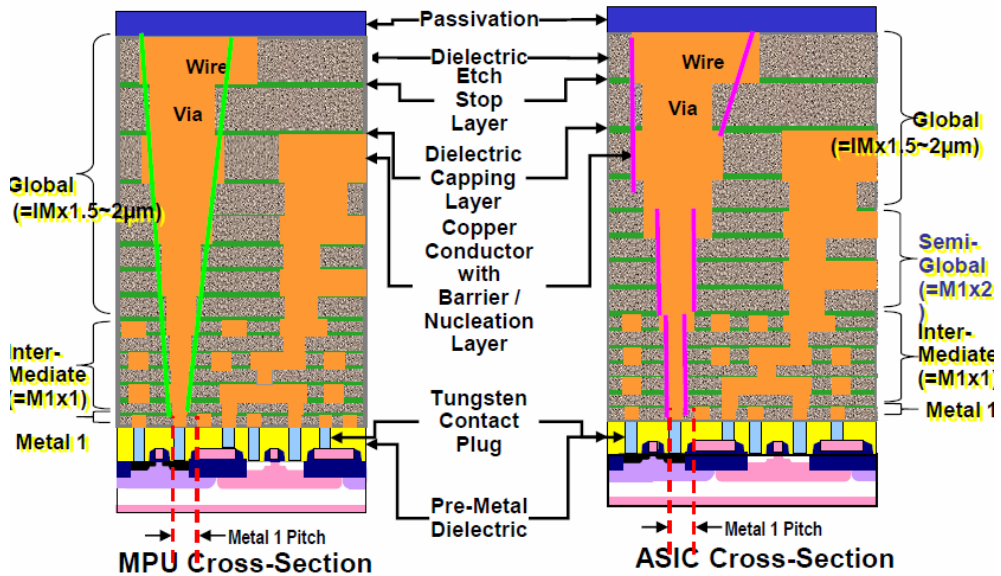 Passivation
Dielectric
Etch
Stop
Layer
Dielectric
Capping
Layer
Copper
Conductor
with
Barrier /
Nucleation
Layer
Tungsten
Contact
Plug
Pre-Metal
Dielectric
Wire
Via
Global
(=IMx1.5~2µm)
Inter-
Mediate
(=M1x1)
Metal 1
Metal 1 Pitch
MPU Cross-Section
Wire
Via
Global
(=IMx1.5~2µm)
Semi-
Global
(=M1x2
)
Inter-
Mediate
(=M1x1)
Metal 1
Metal 1 Pitch
ASIC Cross-Section